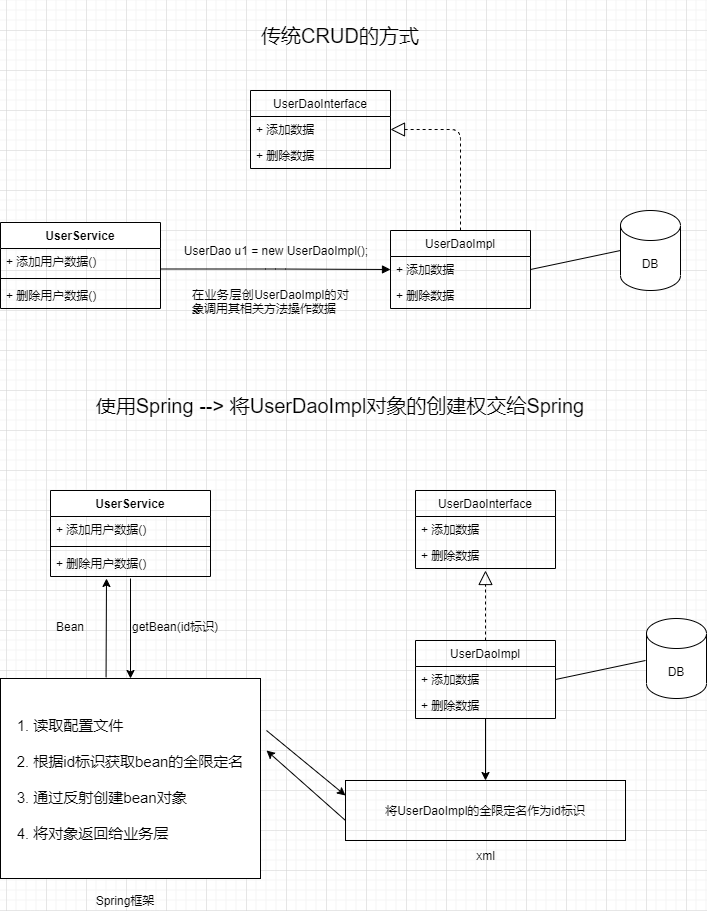 传统CRUD的方式
UserDaoInterface
+ 添加数据
+ 删除数据
UserService
+ 添加用户数据()
+ 删除用户数据()
UserDao u1 = new UserDaoImpl();
在业务层创UserDaoImpl的对
象调用其相关方法操作数据
UserDaoImpl
+ 添加数据
+ 删除数据
DB
使用Spring --> 将UserDaoImpl对象的创建权交给Spring
UserService
+ 添加用户数据()
+ 删除用户数据()
Bean
getBean(id标识)
1. 读取配置文件
2. 根据id标识获取bean的全限定名
3. 通过反射创建bean对象
4. 将对象返回给业务层
Spring框架
UserDaoInterface
+ 添加数据
+ 删除数据
UserDaoImpl
+ 添加数据
+ 删除数据
DB
将UserDaoImpl的全限定名作为id标识
xml